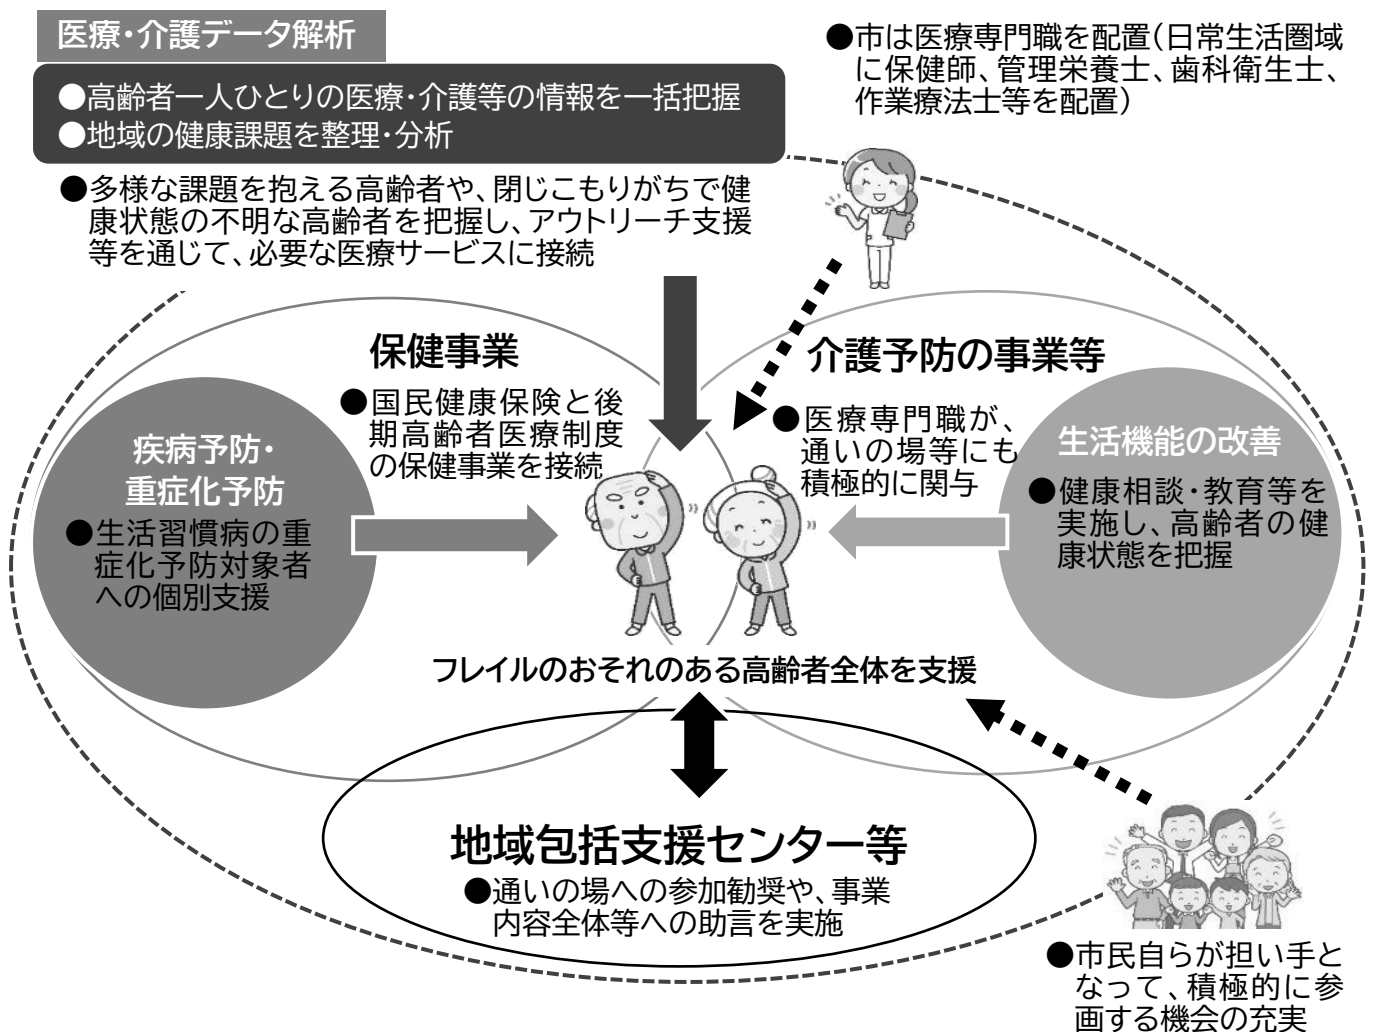 医療・介護データ解析
●高齢者一人ひとりの医療・介護等の情報を一括把握
●地域の健康課題を整理・分析
●市は医療専門職を配置(日常生活圏域
に保健師、管理栄養士、歯科衛生士、
作業療法士等を配置)
●多様な課題を抱える高齢者や、閉じこもりがちで健
康状態の不明な高齢者を把握し、アウトリーチ支援
等を通じて、必要な医療サービスに接続
保健事業
●国民健康保険と後
期高齢者医療制度
の保健事業を接続
介護予防の事業等
●医療専門職が、
通いの場等にも
積極的に関与
疾病予防・
重症化予防
●生活習慣病の重
症化予防対象者
への個別支援
生活機能の改善
●健康相談・教育等を
実施し、高齢者の健
康状態を把握
フレイルのおそれのある高齢者全体を支援
地域包括支援センター等
●通いの場への参加勧奨や、事業
内容全体等への助言を実施
●市民自らが担い手と
なって、積極的に参
画する機会の充実